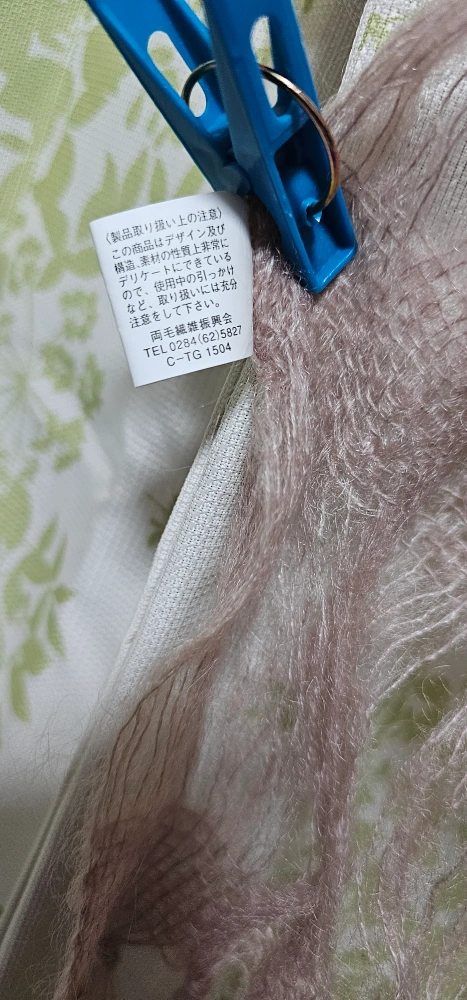 〈製品取り扱い上の注意〉
この商品はデザイン及び
構造、素材の性質上非常に
デリケートにできている
ので、使用中の引っかけ
など、取り扱いには充分
注意をして下さい。
両毛繊維振興会
TEL0284(62)5827
C-TG 1504